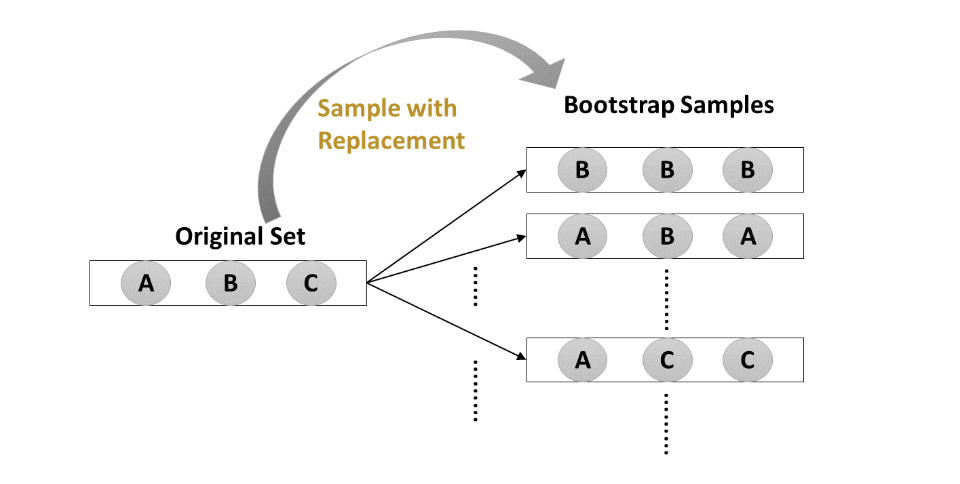 Sample with
Replacement
Bootstrap Samples
B B B
A B A
Original Set
A B C
A C C